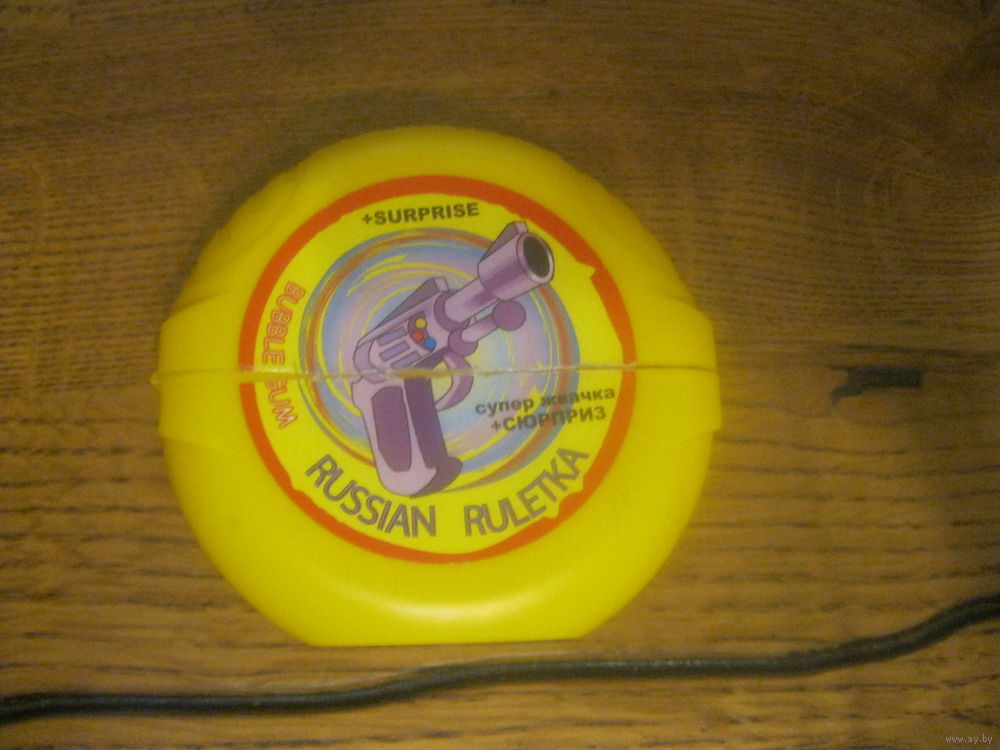 +SURPRISE
BUBBLE GUM
супер жвачка
+СЮРПРИЗ
RUSSIAN RULETKA
www.ay.by